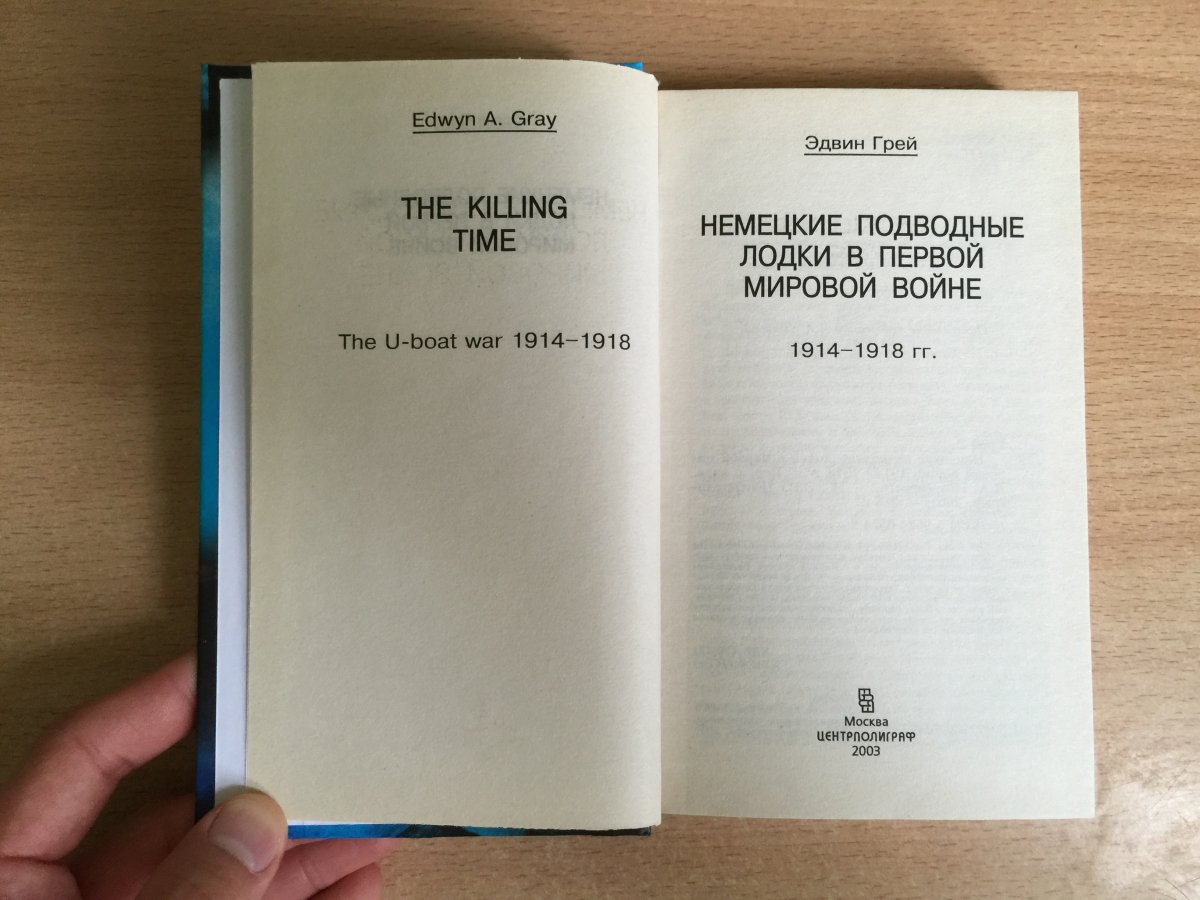 Edwyn A. Gray
THE KILLING
TIME
The U-boat war 1914–1918
Эдвин Грей
НЕМЕЦКИЕ ПОДВОДНЫЕ
ЛОДКИ В ПЕРВОЙ
МИРОВОЙ ВОЙНЕ
1914–1918 гг.
Москва
ЦЕНТРПОЛИГРАФ
2003